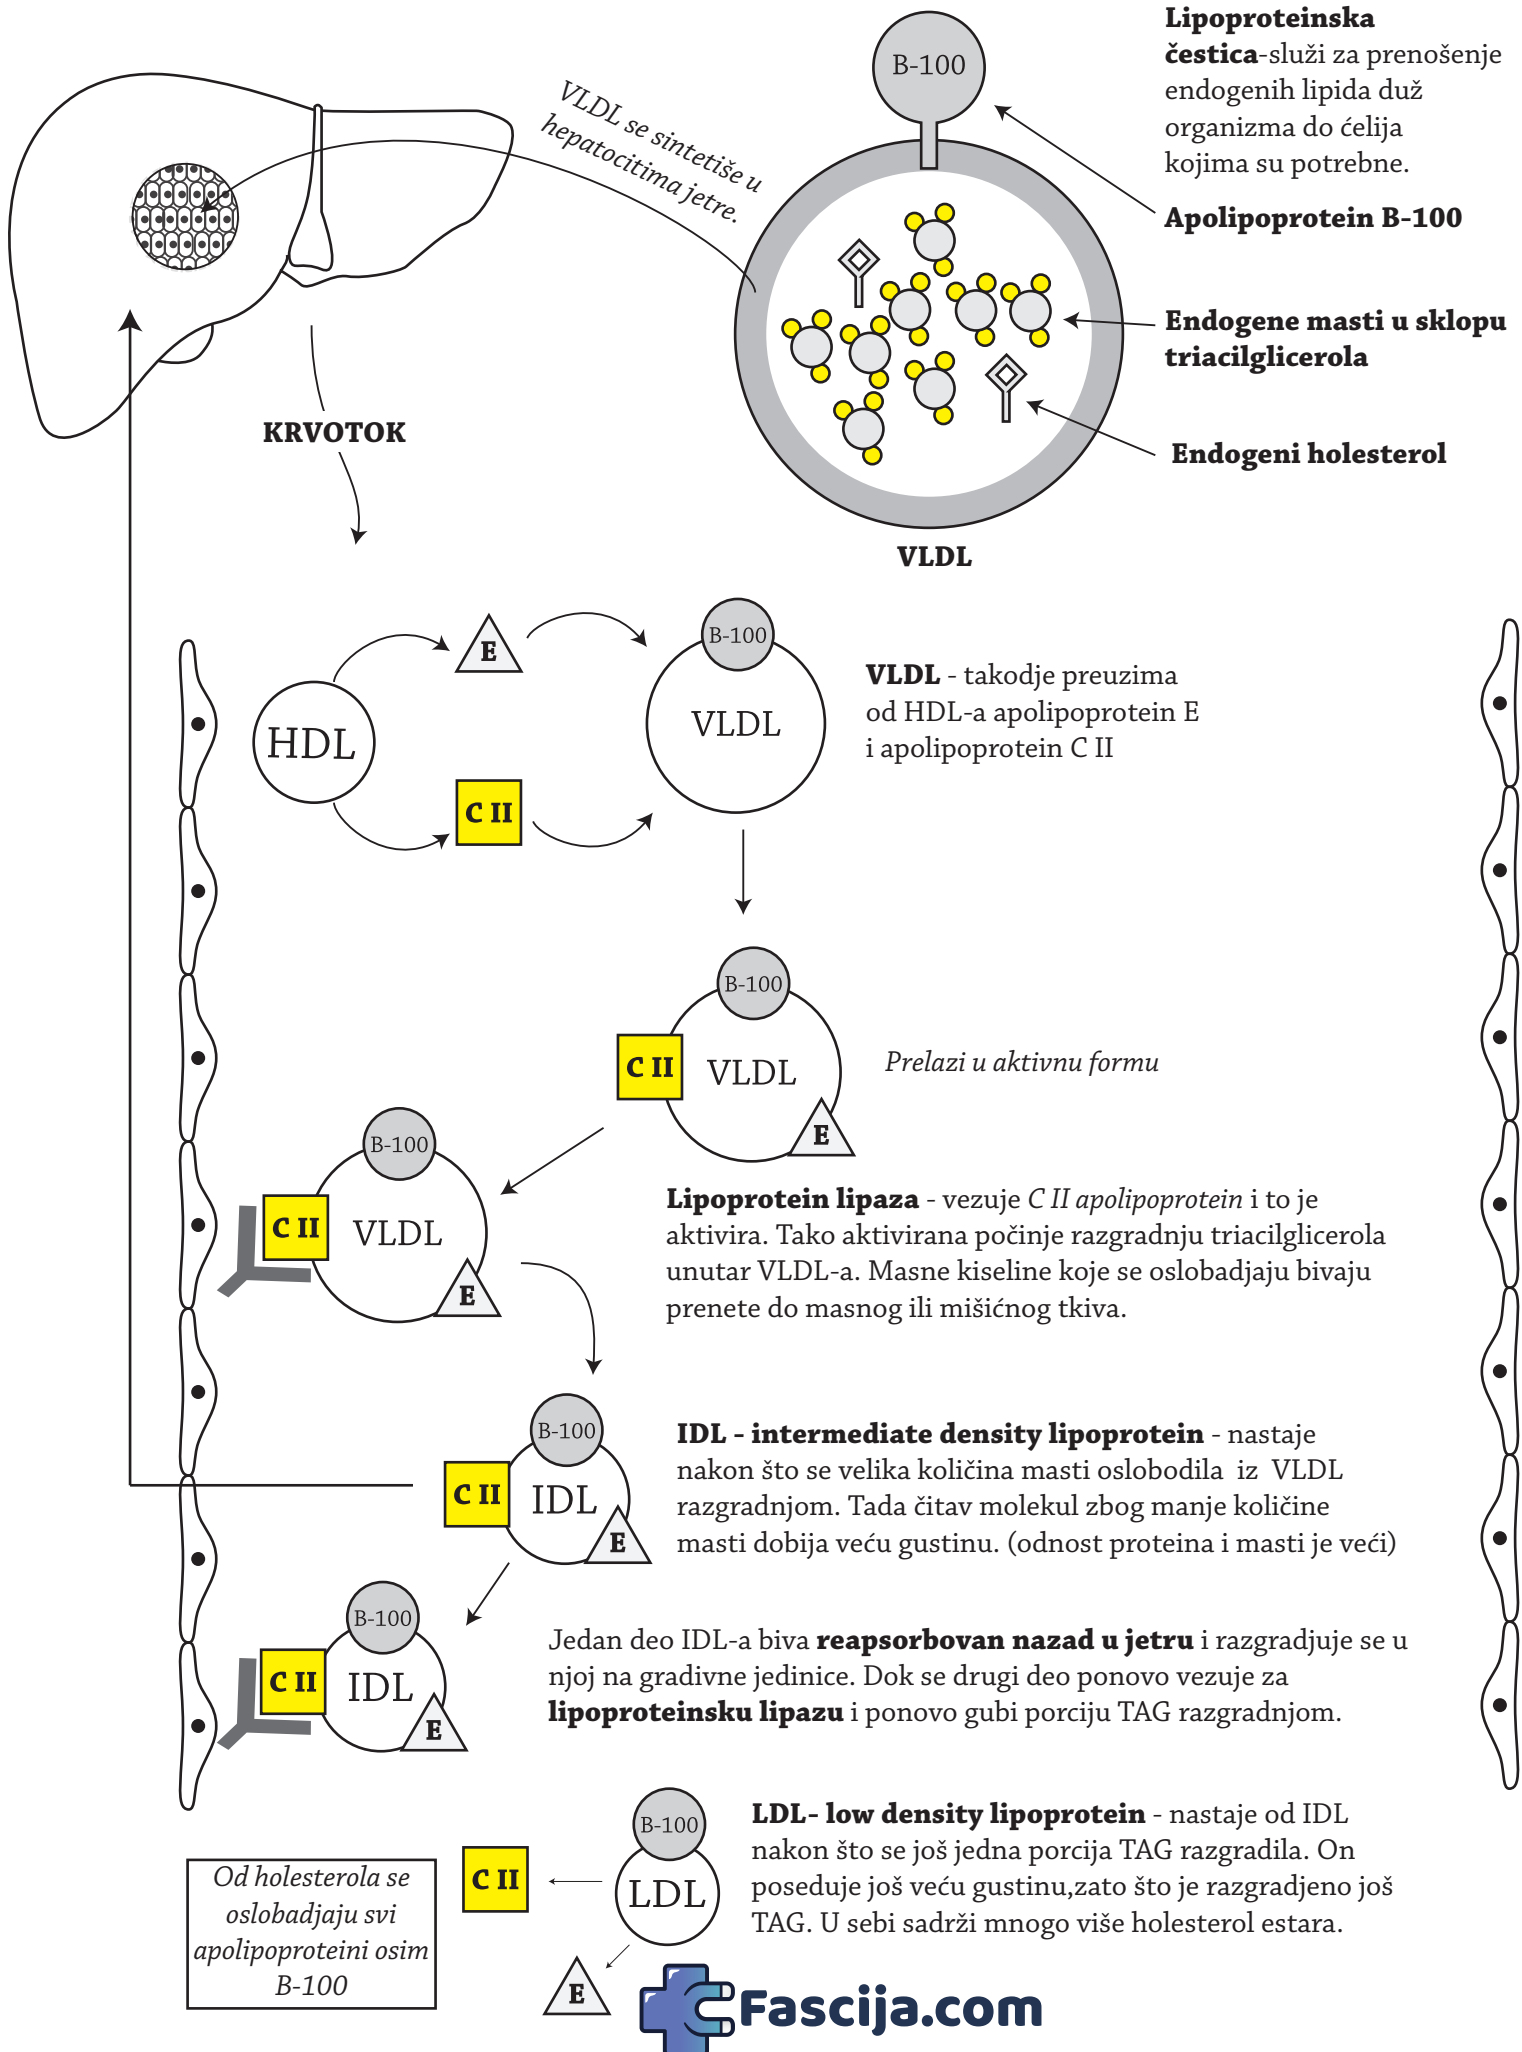 Lipoproteinska
čestica-služi za prenošenje
endogenih lipida duž
organizma do ćelija
kojima su potrebne.
B-100
VLDL se sintetiše u
hepatocitima jetre.
Apolipoprotein B-100
Endogene masti u sklopu
triacilglicerola
KRVOTOK
Endogeni holesterol
VLDL
E
B-100
HDL
VLDL
C II
VLDL - takodje preuzima
od HDL-a apolipoprotein E
i apolipoprotein C II
B-100
C II
VLDL
E
Prelazi u aktivnu formu
B-100
C II
VLDL
E
Lipoprotein lipaza - vezuje C II apolipoprotein i to je
aktivira. Tako aktivirana počinje razgradnju triacilglicerola
unutar VLDL-a. Masne kiseline koje se oslobadjaju bivaju
prenete do masnog ili mišićnog tkiva.
B-100
C II
IDL
E
IDL - intermediate density lipoprotein - nastaje
nakon što se velika količina masti oslobodila iz VLDL
razgradnjom. Tada čitav molekul zbog manje količine
masti dobija veću gustinu. (odnost proteina i masti je veći)
B-100
C II
IDL
E
Jedan deo IDL-a biva reapsorbovan nazad u jetru i razgradjuje se u
njoj na gradivne jedinice. Dok se drugi deo ponovo vezuje za
lipoproteinsku lipazu i ponovo gubi porciju TAG razgradnjom.
B-100
C II
LDL
E
LDL- low density lipoprotein - nastaje od IDL
nakon što se još jedna porcija TAG razgradila. On
poseduje još veću gustinu,zato što je razgradjeno još
TAG. U sebi sadrži mnogo više holesterol estara.
Od holesterola se
oslobadjaju svi
apolipoproteini osim
B-100
Fascija.com